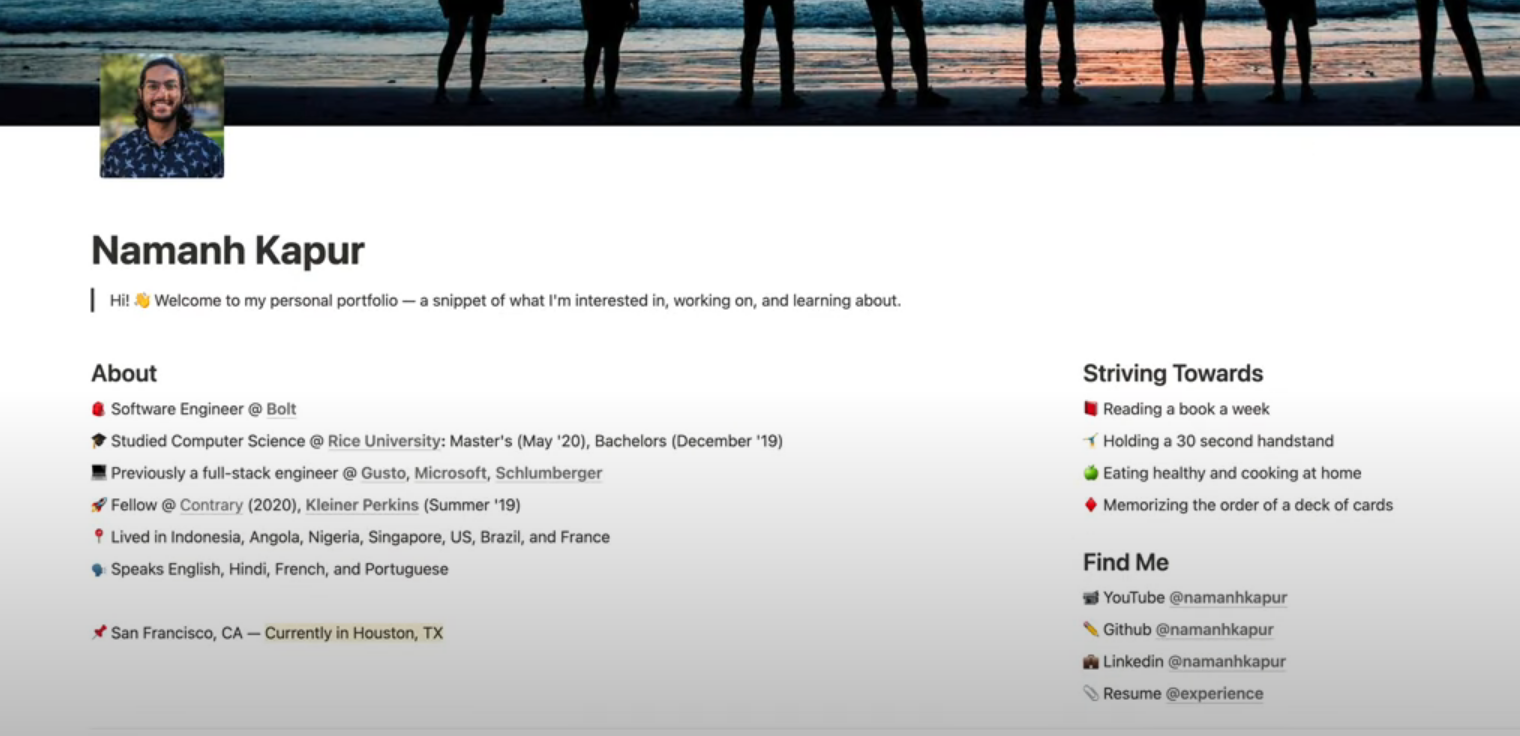 Namanh Kapur
Hi! 👋 Welcome to my personal portfolio — a snippet of what I'm interested in, working on, and learning about.
About
Software Engineer @ Bolt
Studied Computer Science @ Rice University: Master's (May '20), Bachelors (December '19)
Previously a full-stack engineer @ Gusto, Microsoft, Schlumberger
Fellow @ Contrary (2020), Kleiner Perkins (Summer '19)
Lived in Indonesia, Angola, Nigeria, Singapore, US, Brazil, and France
Speaks English, Hindi, French, and Portuguese
San Francisco, CA — Currently in Houston, TX
Striving Towards
Reading a book a week
Holding a 30 second handstand
Eating healthy and cooking at home
Memorizing the order of a deck of cards
Find Me
YouTube @namanhkapur
Github @namanhkapur
Linkedin @namanhkapur
Resume @experience